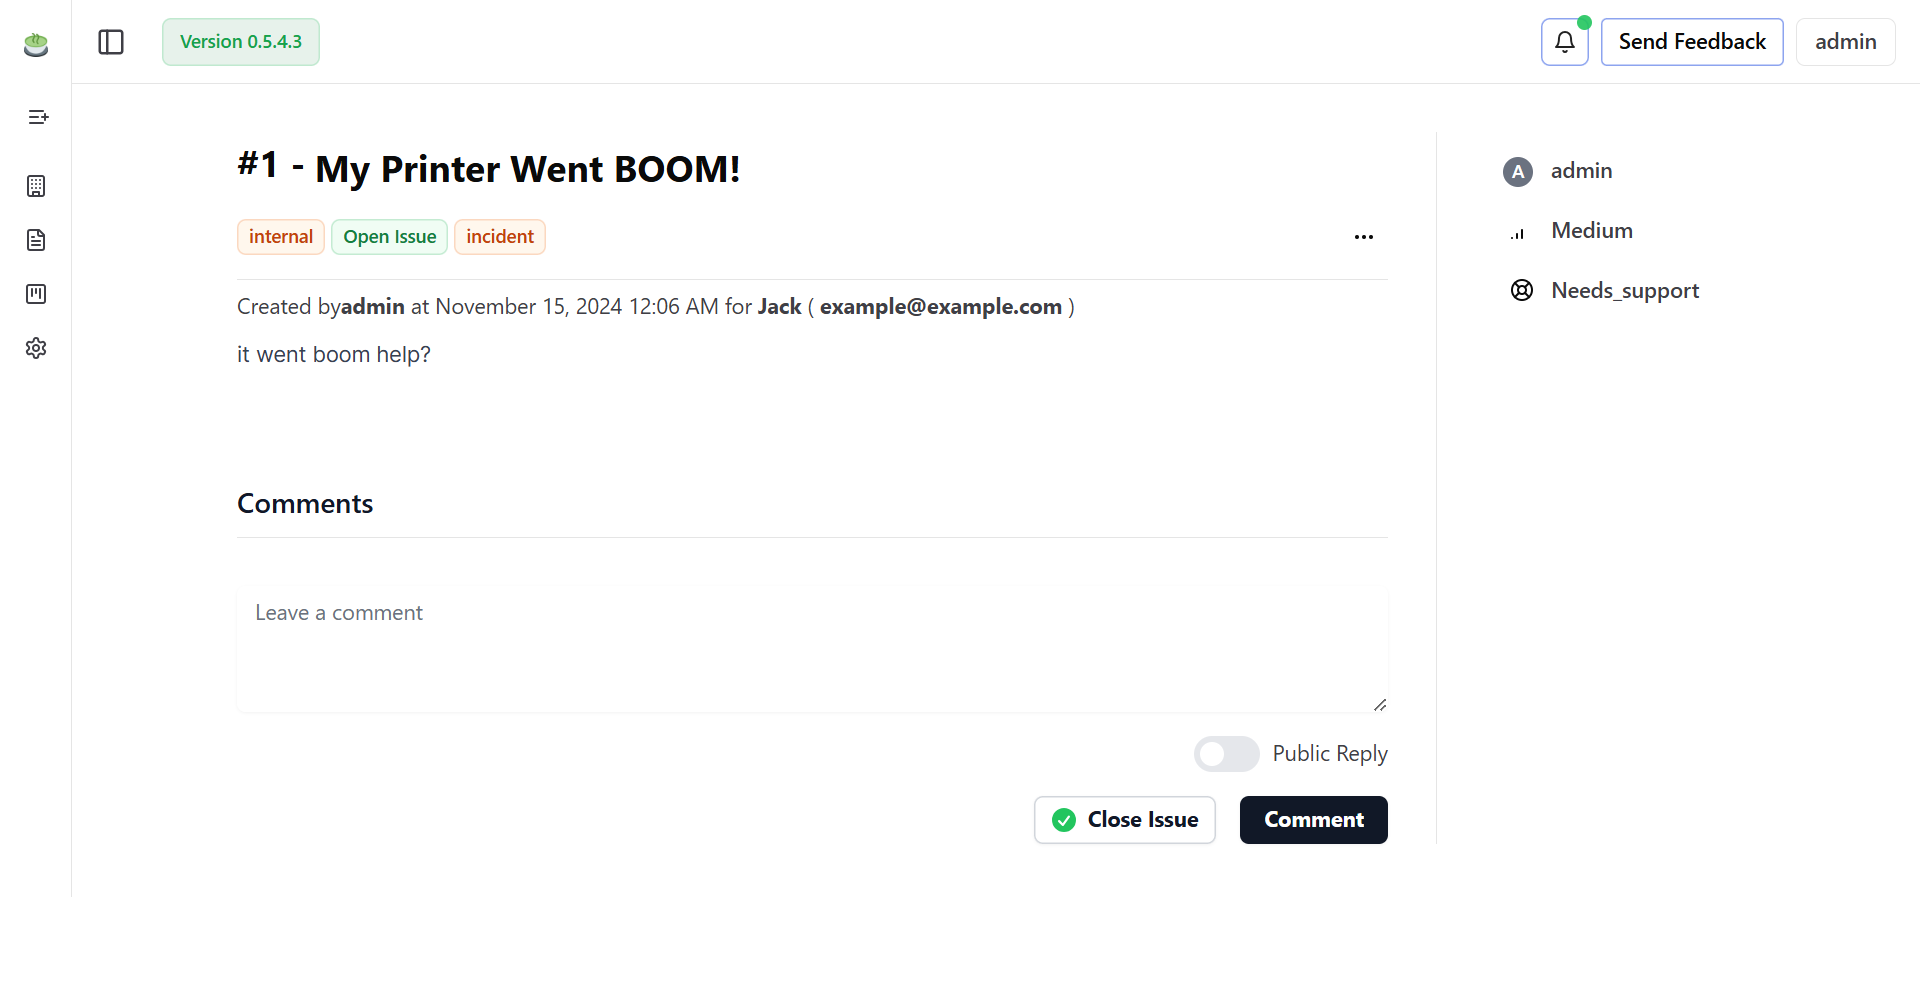 Version 0.5.4.3
Send Feedback
admin
#1 - My Printer Went BOOM!
internal Open Issue incident
Created byadmin at November 15, 2024 12:06 AM for Jack ( example@example.com )
it went boom help?
Comments
Leave a comment
Public Reply
Close Issue
Comment
A admin
Medium
Needs_support